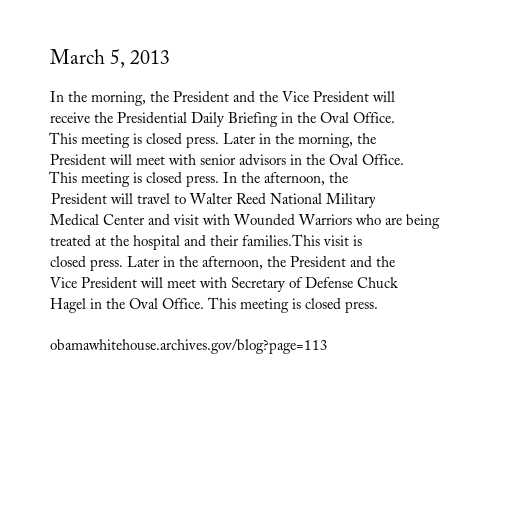 March 5, 2013
In the morning, the President and the Vice President will
receive the Presidential Daily Briefing in the Oval Office.
This meeting is closed press. Later in the morning, the
President will meet with senior advisors in the Oval Office.
This meeting is closed press. In the afternoon, the
President will travel to Walter Reed National Military
Medical Center and visit with Wounded Warriors who are being
treated at the hospital and their families.This visit is
closed press. Later in the afternoon, the President and the
Vice President will meet with Secretary of Defense Chuck
Hagel in the Oval Office. This meeting is closed press.
obamawhitehouse.archives.gov/blog?page=113